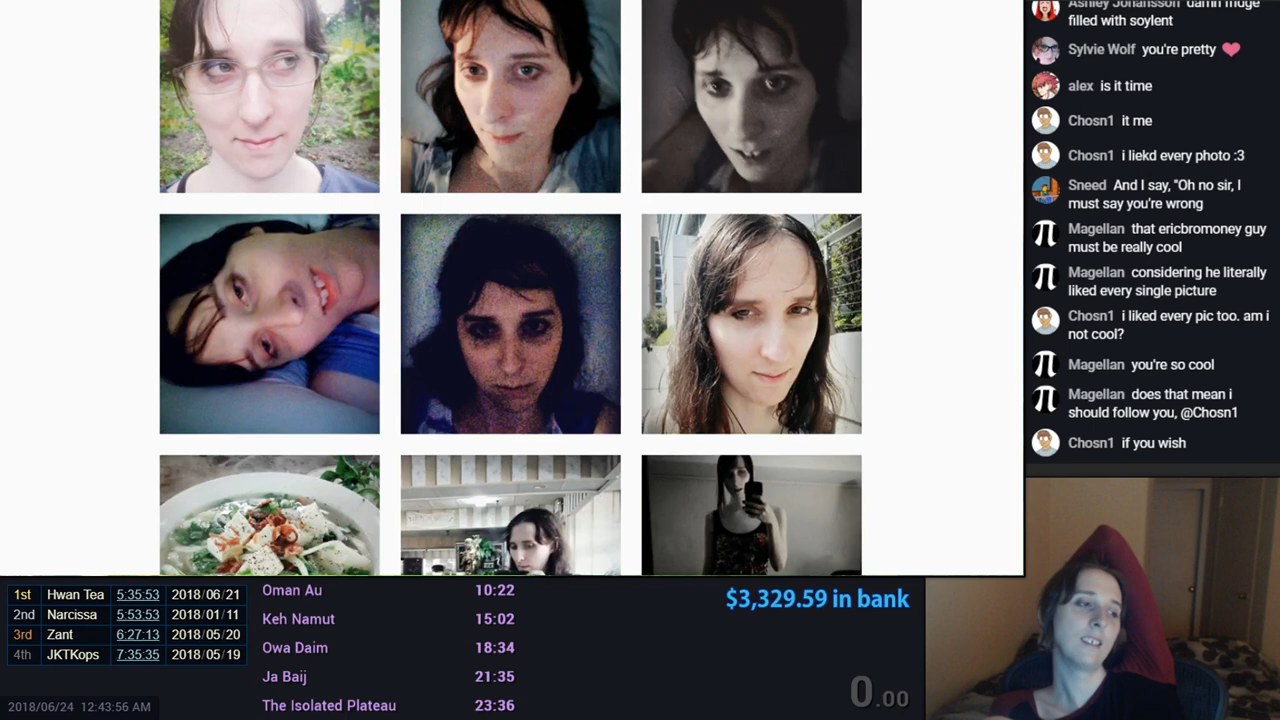 Ashley Johansson damn fridge
filled with soylent
Sylvie Wolf you're pretty
alex is it time
Chosn1 it me
Chosn1 i liekd every photo :3
Sneed And I say, "Oh no sir, I
must say you're wrong
Magellan that ericbromoney guy
must be really cool
Magellan considering he literally
liked every single picture
Chosn1 i liked every pic too. am i
not cool?
Magellan you're so cool
Magellan does that mean i
should follow you, @Chosn1
Chosn1 if you wish
1st Hwan Tea 5:35:53 2018/06/21
2nd Narcissa 5:53:53 2018/01/11
3rd Zant 6:27:13 2018/05/20
4th JKTKops 7:35:35 2018/05/19
2018/06/24 12:43:56 AM
Oman Au 10:22
Keh Namut 15:02
Owa Daim 18:34
Ja Baij 21:35
The Isolated Plateau 23:36
$3,329.59 in bank
0.00